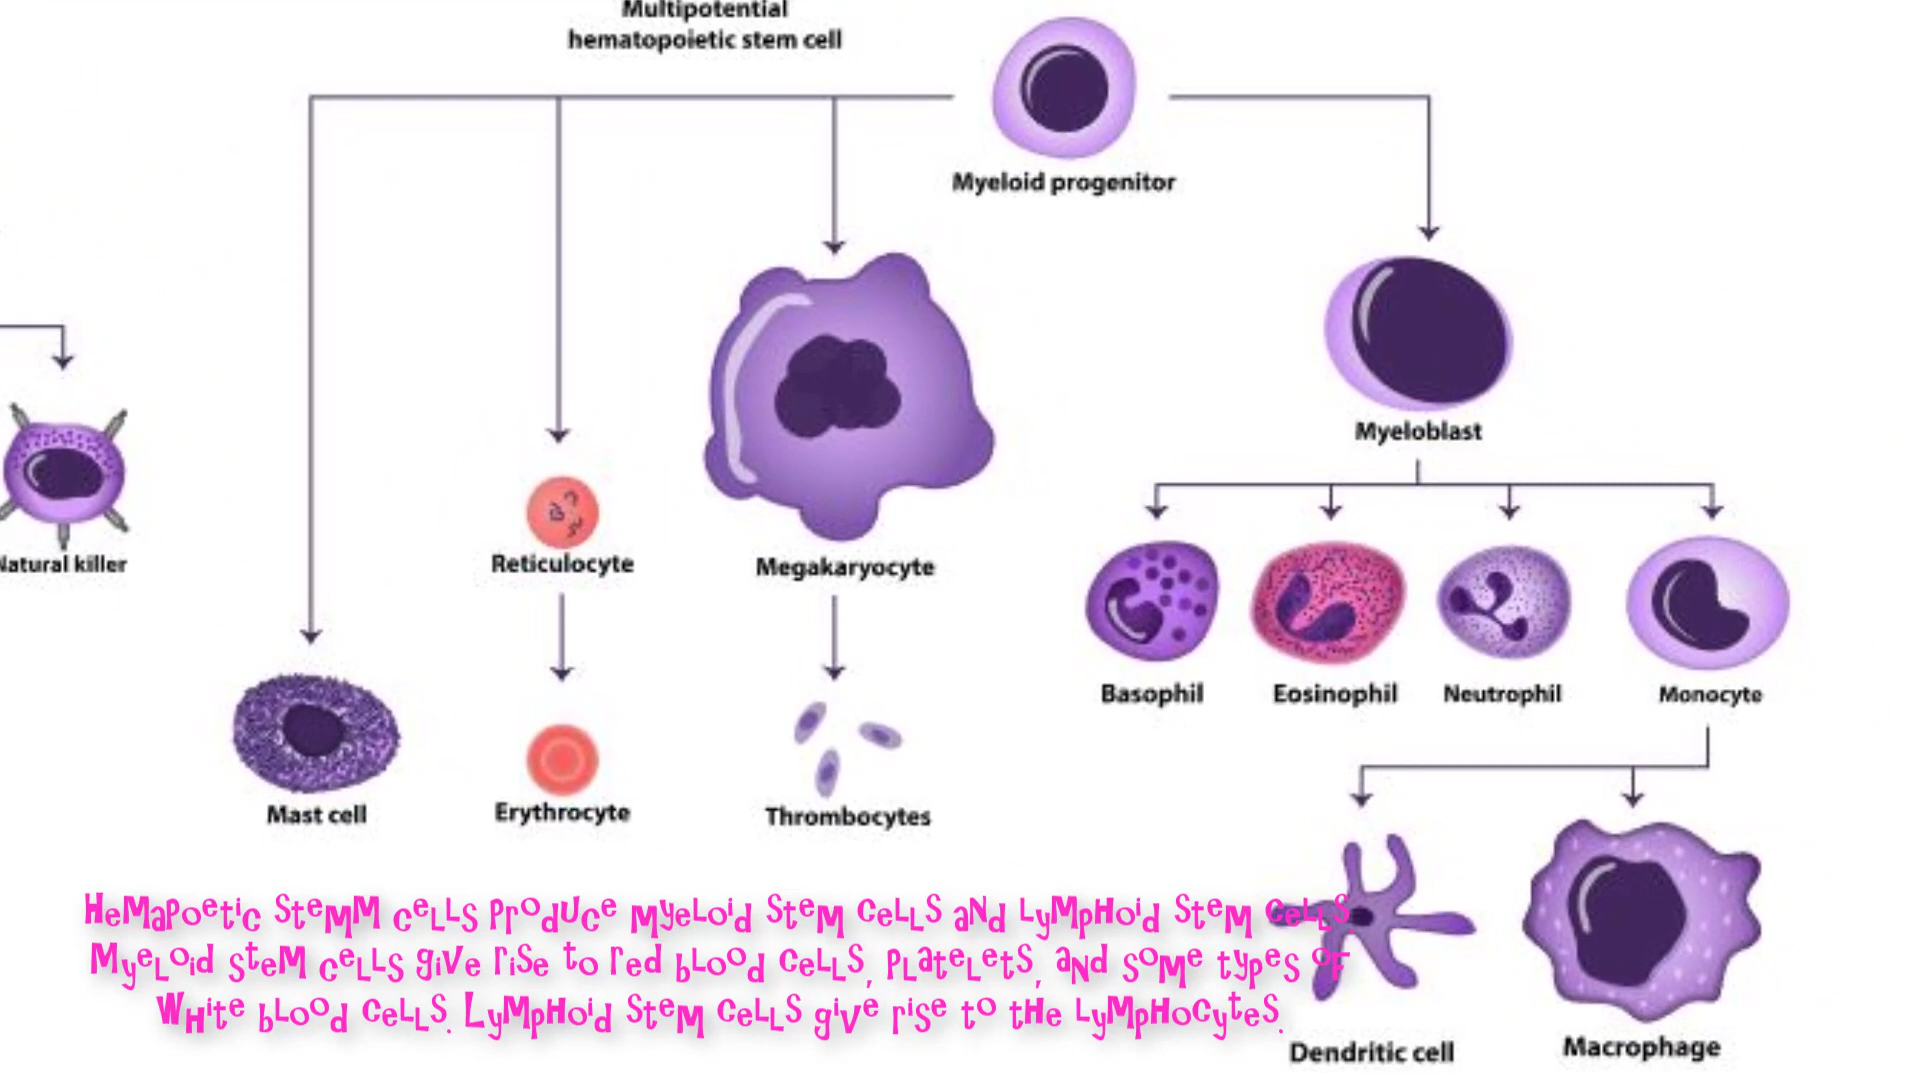 Multipotential
hematopoietic stem cell
Myeloid progenitor
Myeloblast
Natural killer
Reticulocyte
Megakaryocyte
Basophil
Eosinophil
Neutrophil
Monocyte
Mast cell
Erythrocyte
Thrombocytes
Hemapoetic stemm cells produce myeloid stem cells and lymphoid stem cells.
Myeloid stem cells give rise to red blood cells, platelets, and some types of
white blood cells. Lymphoid stem cells give rise to the lymphocytes.
Dendritic cell
Macrophage